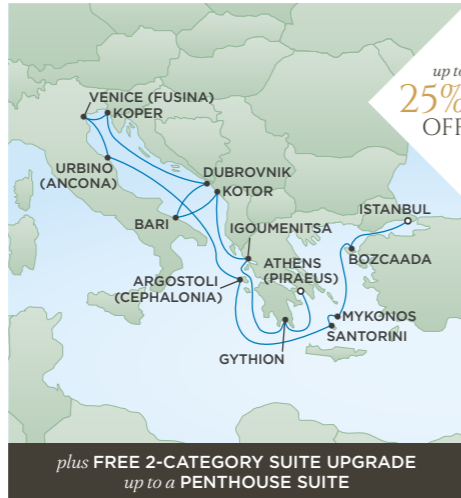 up to
25%
OFF
VENICE (FUSINA)
KOPER
URBINO
(ANCONA)
DUBROVNIK
KOTOR
BARI
IGOUMENITSA
ISTANBUL
ATHENS
(PIRAEUS)
BOZCAADA
ARGOSTOLI
(CEPHALONIA)
MYKONOS
SANTORINI
GYTHION
plus FREE 2-CATEGORY SUITE UPGRADE
up to a PENTHOUSE SUITE